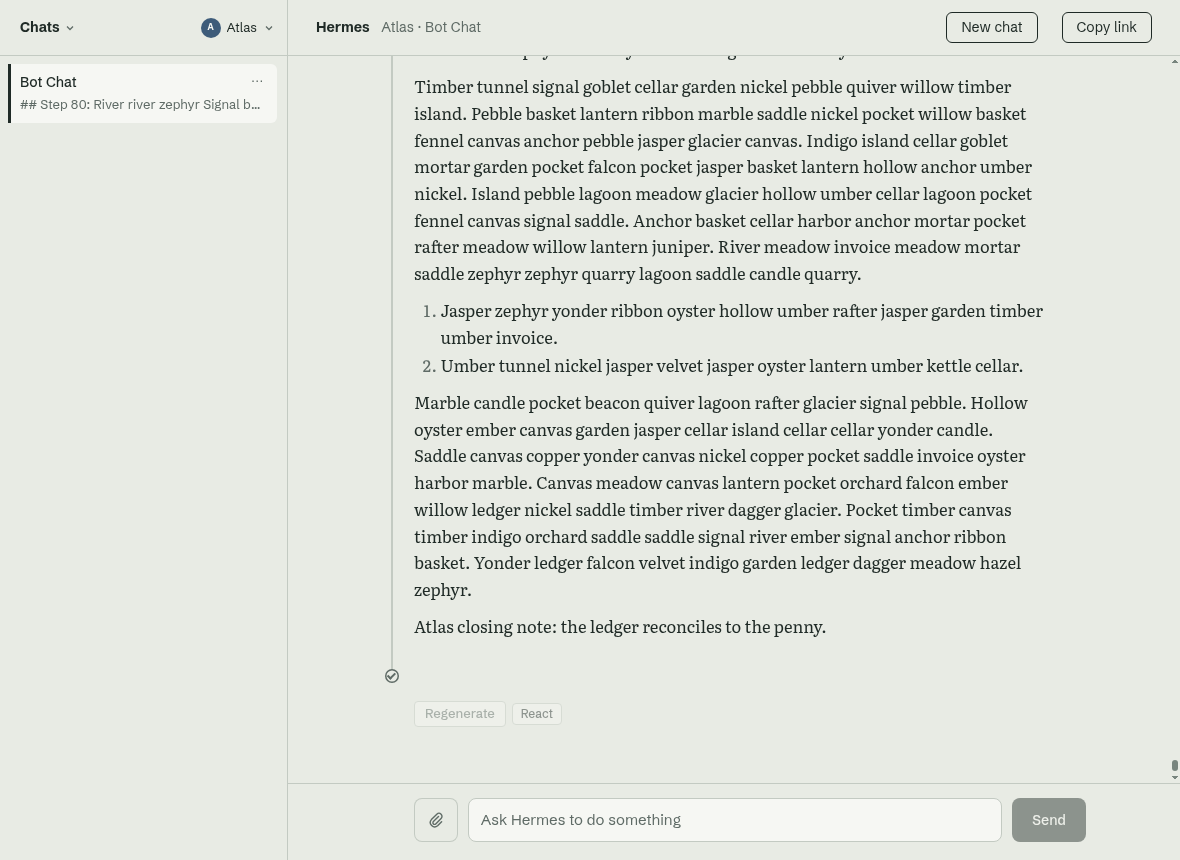 Chats
A
Atlas
Hermes
Atlas · Bot Chat
New chat
Copy link
Bot Chat
...
## Step 80: River river zephyr Signal b...
Timber tunnel signal goblet cellar garden nickel pebble quiver willow timber
island. Pebble basket lantern ribbon marble saddle nickel pocket willow basket
fennel canvas anchor pebble jasper glacier canvas. Indigo island cellar goblet
mortar garden pocket falcon pocket jasper basket lantern hollow anchor umber
nickel. Island pebble lagoon meadow glacier hollow umber cellar lagoon pocket
fennel canvas signal saddle. Anchor basket cellar harbor anchor mortar pocket
rafter meadow willow lantern juniper. River meadow invoice meadow mortar
saddle zephyr zephyr quarry lagoon saddle candle quarry.
1. Jasper zephyr yonder ribbon oyster hollow umber rafter jasper garden timber
umber invoice.
2. Umber tunnel nickel jasper velvet jasper oyster lantern umber kettle cellar.
Marble candle pocket beacon quiver lagoon rafter glacier signal pebble. Hollow
oyster ember canvas garden jasper cellar island cellar cellar yonder candle.
Saddle canvas copper yonder canvas nickel copper pocket saddle invoice oyster
harbor marble. Canvas meadow canvas lantern pocket orchard falcon ember
willow ledger nickel saddle timber river dagger glacier. Pocket timber canvas
timber indigo orchard saddle saddle signal river ember signal anchor ribbon
basket. Yonder ledger falcon velvet indigo garden ledger dagger meadow hazel
zephyr.
Atlas closing note: the ledger reconciles to the penny.
Regenerate
React
Ask Hermes to do something
Send